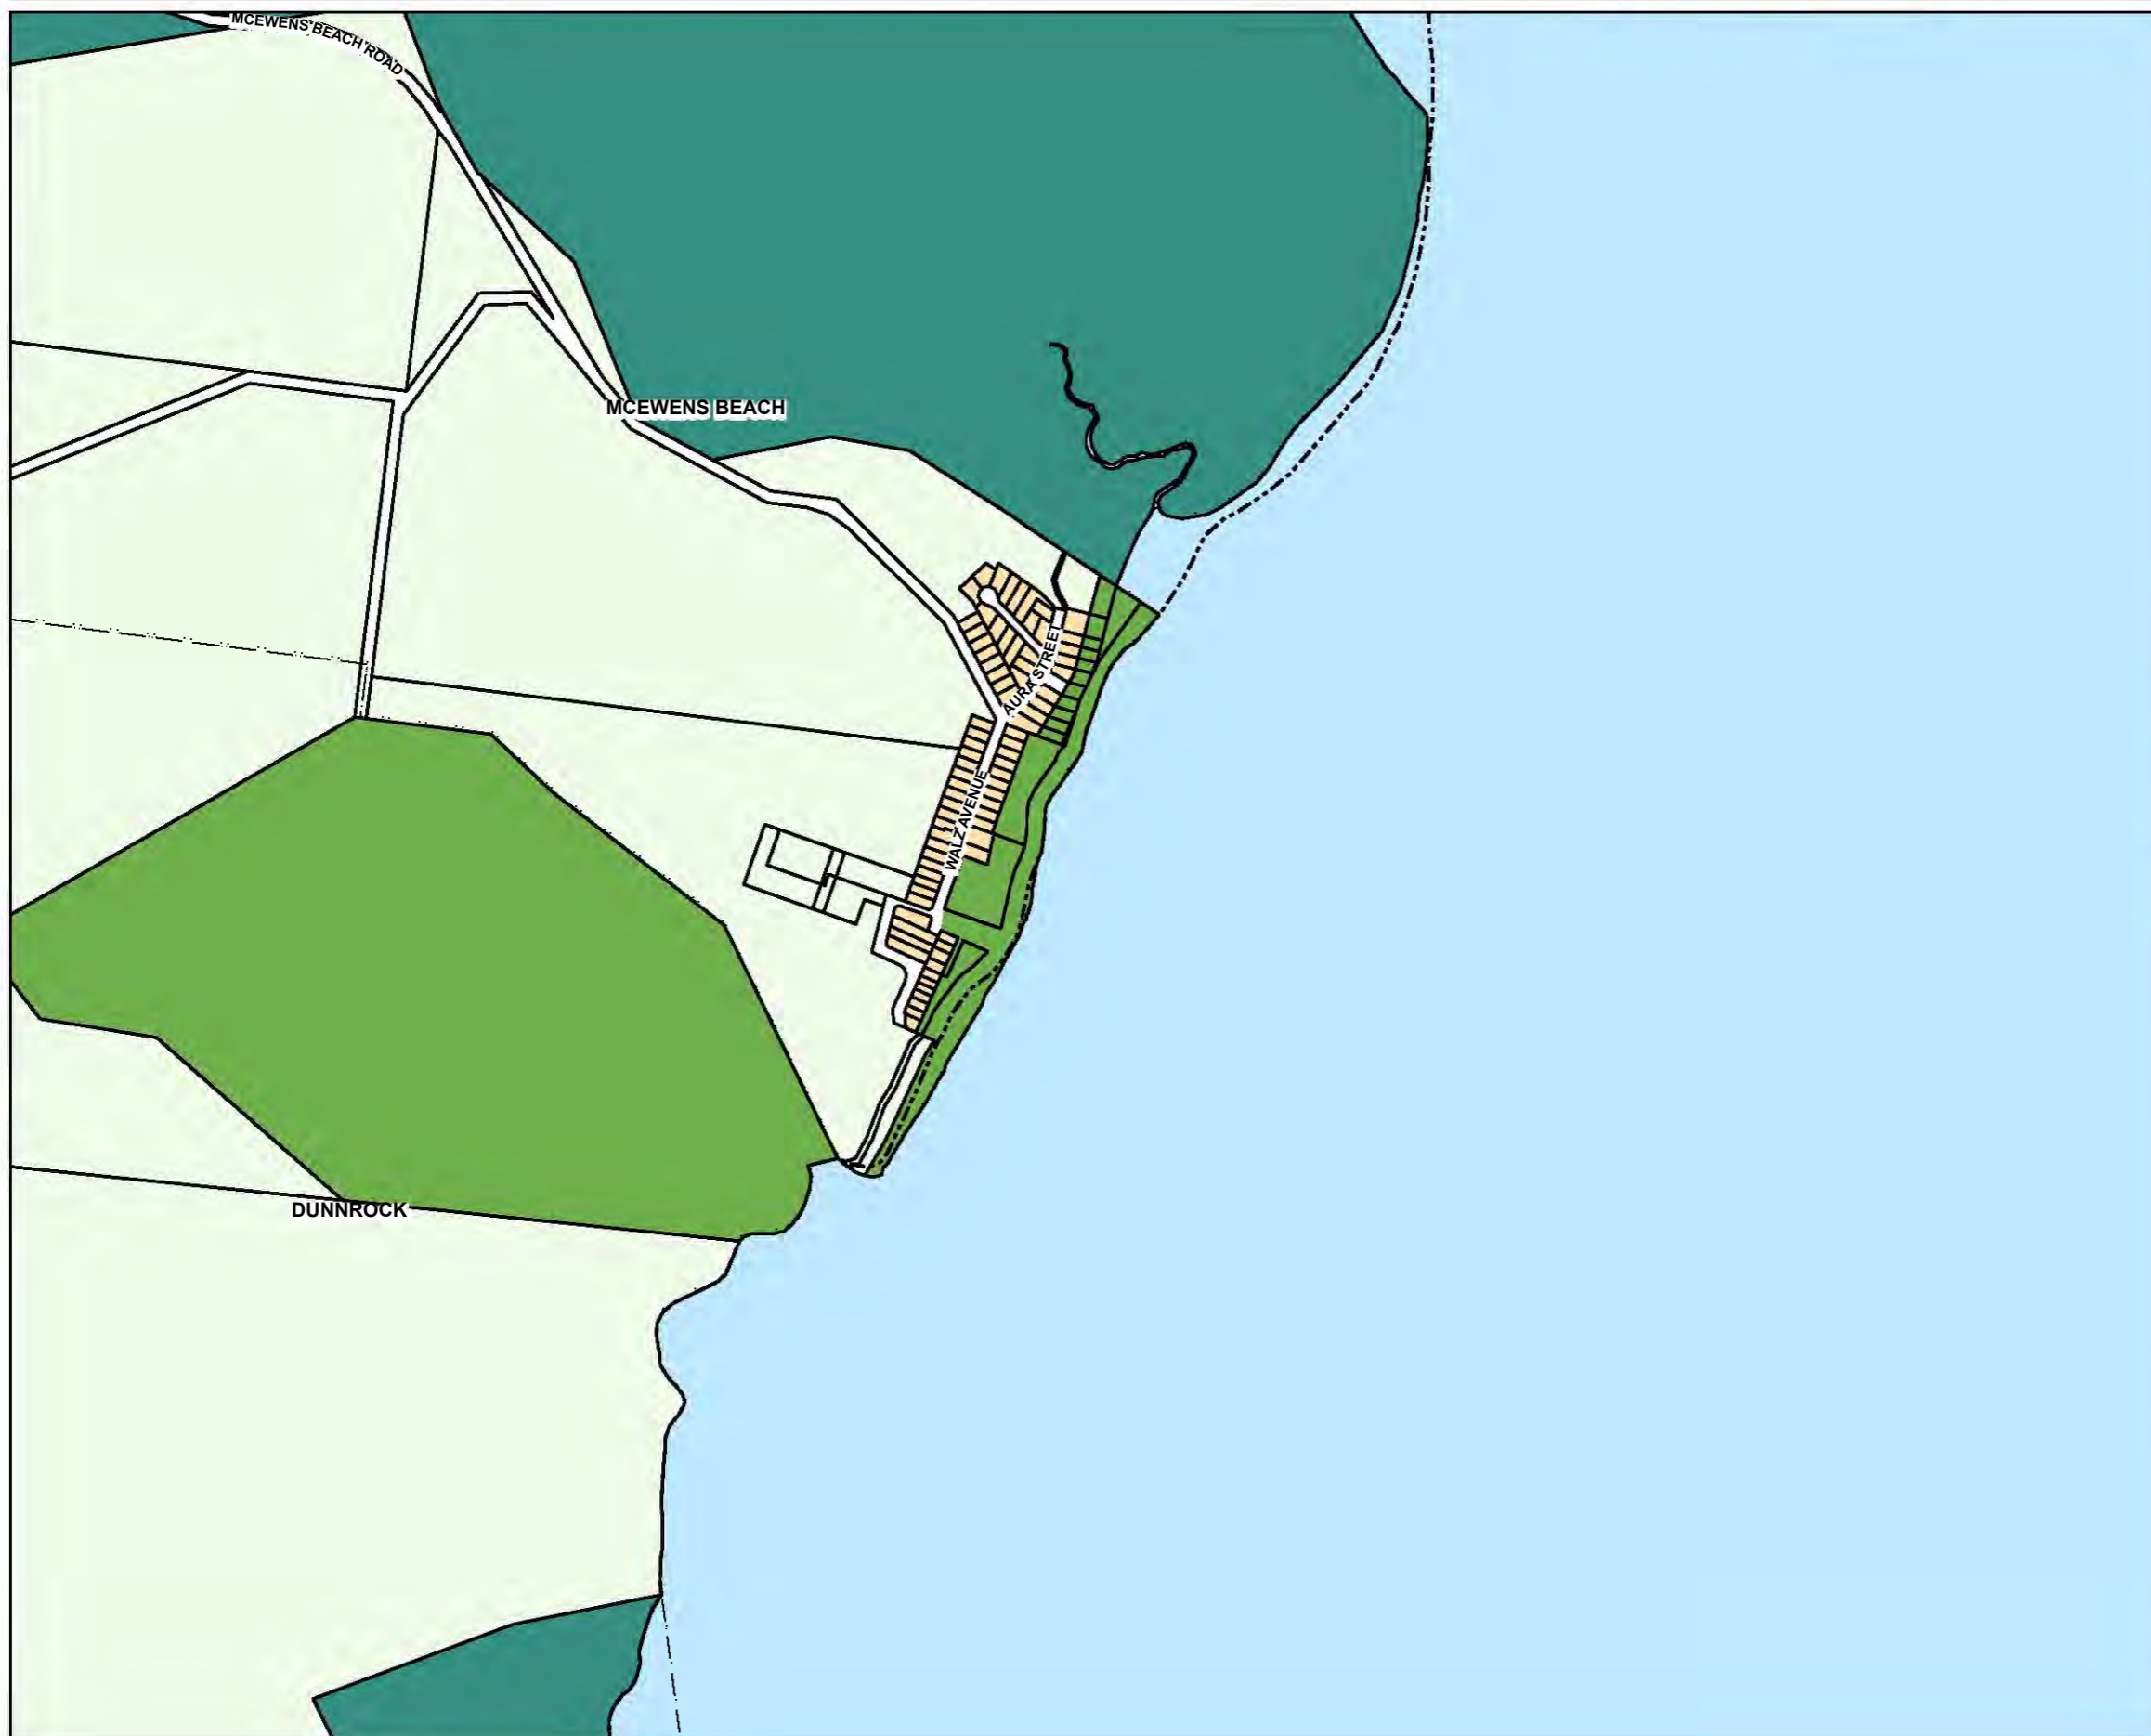 MCEWENS BEACH ROAD
MCEWENS BEACH
AURA STREET
WALZ AVENUE
DUNNROCK